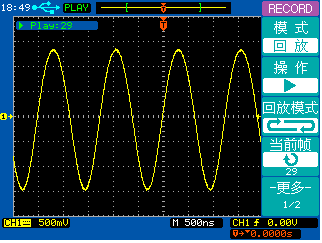 18:49 PLAY T RECORD
Play:29
模 式
回 放
操 作
回放模式
当前帧
29
-更多-
1/2
1
CH1 500mV M 500ns CH1 0.00V
0.0000s